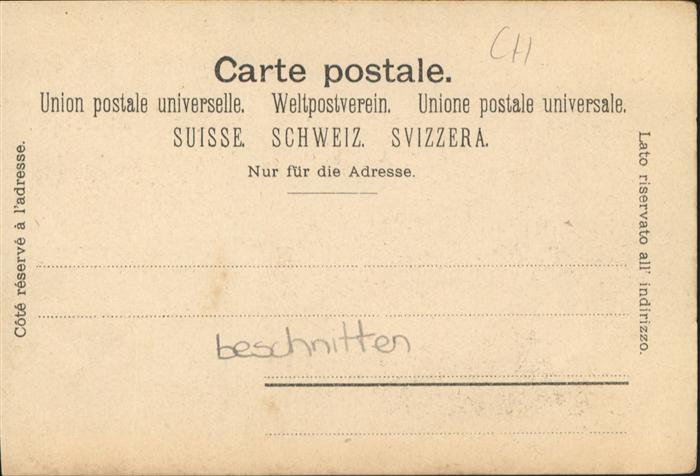 CH
Carte postale.
Union postale universelle. Weltpostverein. Unione postale universale.
SUISSE. SCHWEIZ. SVIZZERA.
Nur für die Adresse.
Côté réservé à l'adresse.
Lato riservato all' indirizzo.
beschnitten